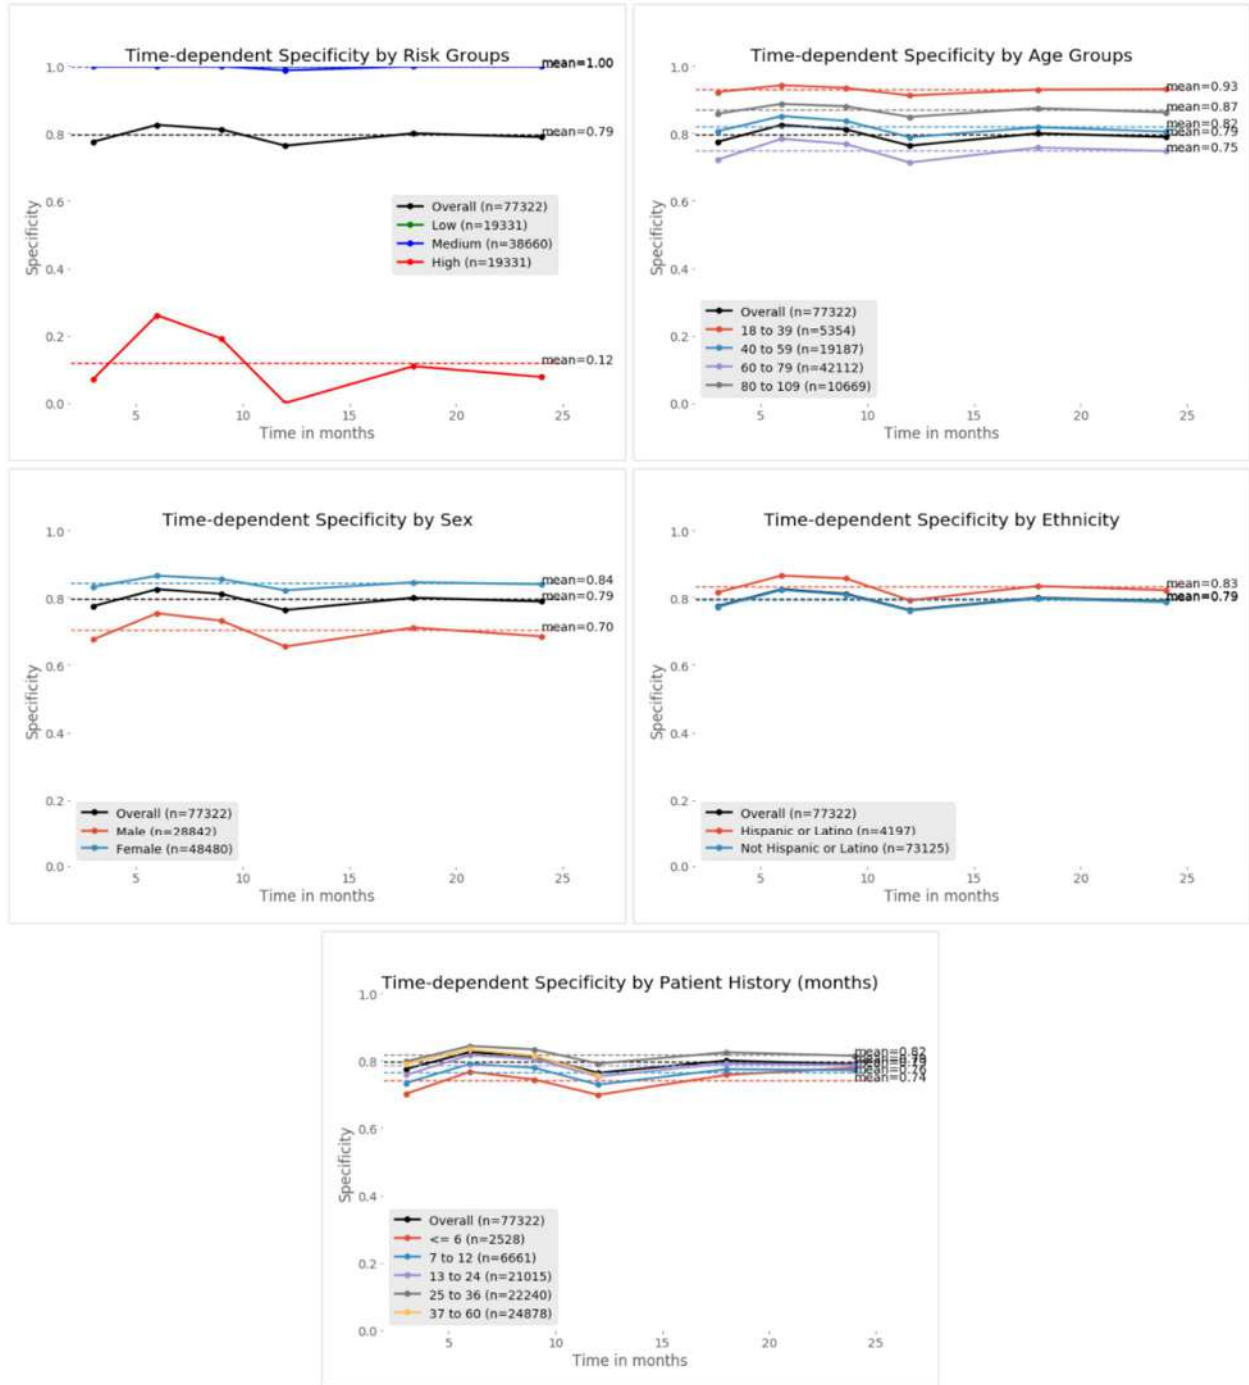 Time-dependent Specificity by Risk Groups
1.0
mean=1.00
0.8
mean=0.79
0.6
Specificity
Overall (n=77322)
Low (n=19331)
Medium (n=38660)
High (n=19331)
0.4
0.2
mean=0.12
0.0
5
10
15
20
25
Time in months
Time-dependent Specificity by Age Groups
1.0
mean=0.93
mean=0.87
mean=0.82
0.8
mean=0.79
mean=0.75
0.6
Specificity
0.4
0.2
Overall (n=77322)
18 to 39 (n=5354)
40 to 59 (n=19187)
60 to 79 (n=42112)
80 to 109 (n=10669)
0.0
5
10
15
20
25
Time in months
Time-dependent Specificity by Sex
1.0
mean=0.84
0.8
mean=0.79
mean=0.70
0.6
Specificity
0.4
0.2
Overall (n=77322)
Male (n=28842)
Female (n=48480)
0.0
5
10
15
20
25
Time in months
Time-dependent Specificity by Ethnicity
1.0
mean=0.83
0.8
mean=0.79
0.6
Specificity
0.4
0.2
Overall (n=77322)
Hispanic or Latino (n=4197)
Not Hispanic or Latino (n=73125)
0.0
5
10
15
20
25
Time in months
Time-dependent Specificity by Patient History (months)
1.0
mean=0.82
0.8
mean=0.79
mean=0.76
mean=0.74
0.6
Specificity
0.4
0.2
Overall (n=77322)
<= 6 (n=2528)
7 to 12 (n=6661)
13 to 24 (n=21015)
25 to 36 (n=22240)
37 to 60 (n=24878)
0.0
5
10
15
20
25
Time in months